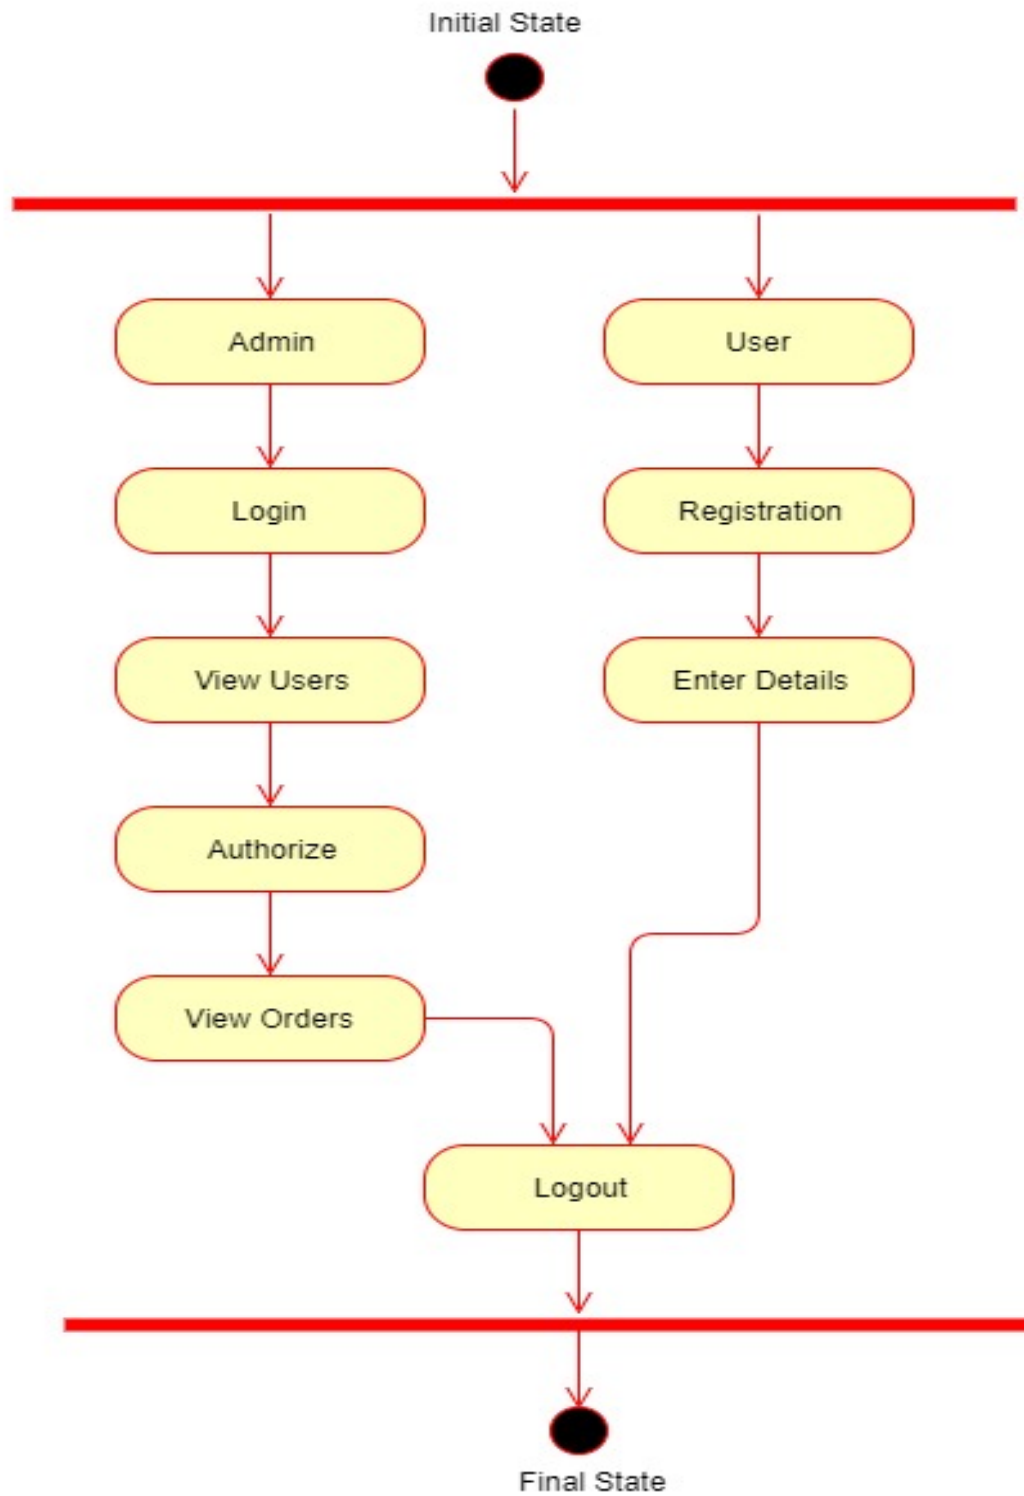 Initial State
Admin
User
Login
Registration
View Users
Enter Details
Authorize
View Orders
Logout
Final State